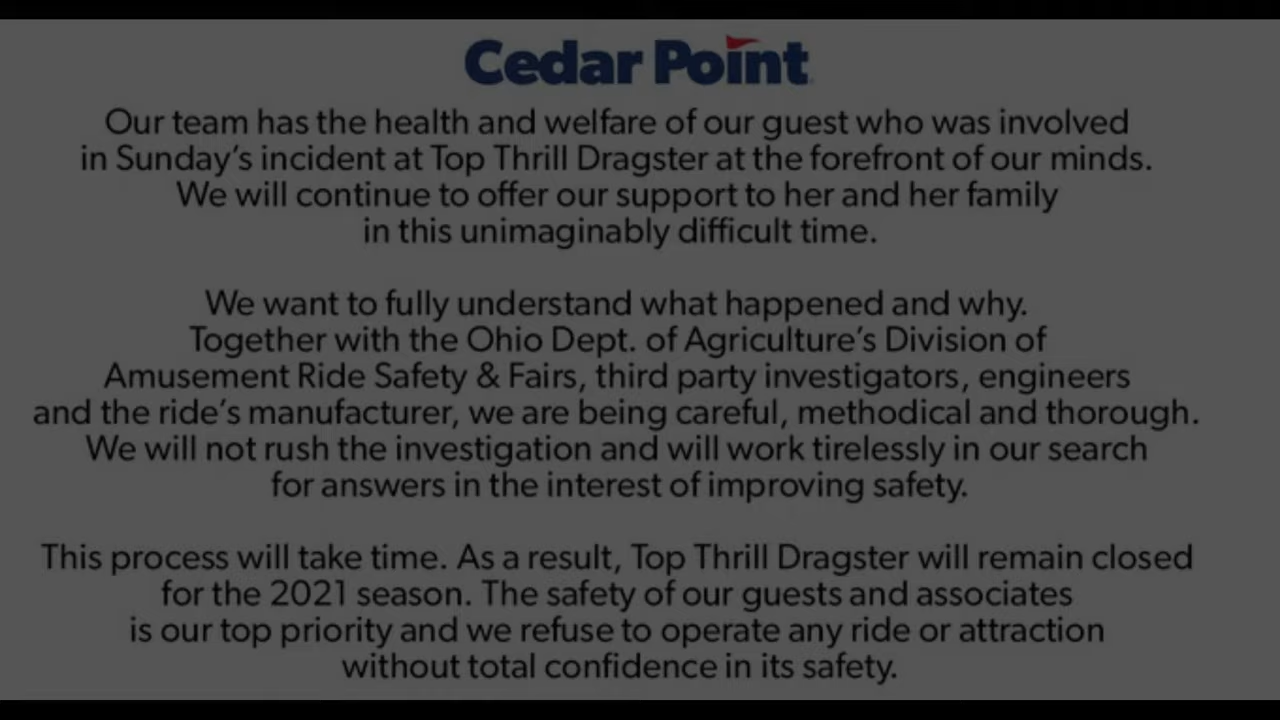 Cedar Point
Our team has the health and welfare of our guest who was involved
in Sunday's incident at Top Thrill Dragster at the forefront of our minds.
We will continue to offer our support to her and her family
in this unimaginably difficult time.
We want to fully understand what happened and why.
Together with the Ohio Dept. of Agriculture's Division of
Amusement Ride Safety & Fairs, third party investigators, engineers
and the ride's manufacturer, we are being careful, methodical and thorough.
We will not rush the investigation and will work tirelessly in our search
for answers in the interest of improving safety.
This process will take time. As a result, Top Thrill Dragster will remain closed
for the 2021 season. The safety of our guests and associates
is our top priority and we refuse to operate any ride or attraction
without total confidence in its safety.